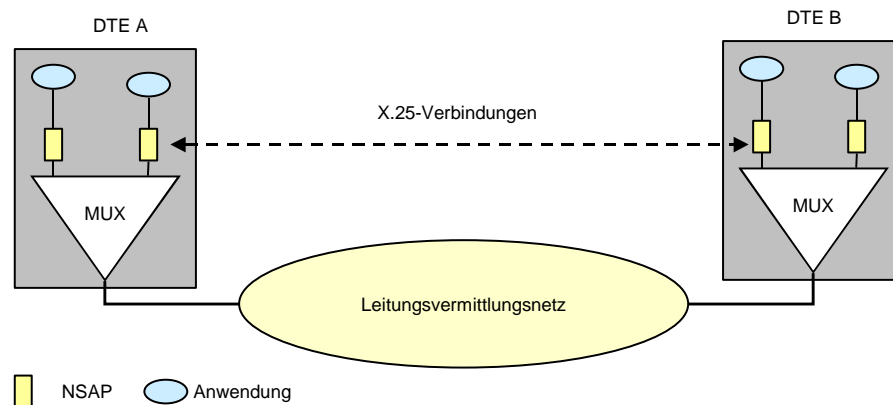 DTE A
DTE B
X.25-Verbindungen
MUX
MUX
Leitungsvermittlungsnetz
NSAP
Anwendung